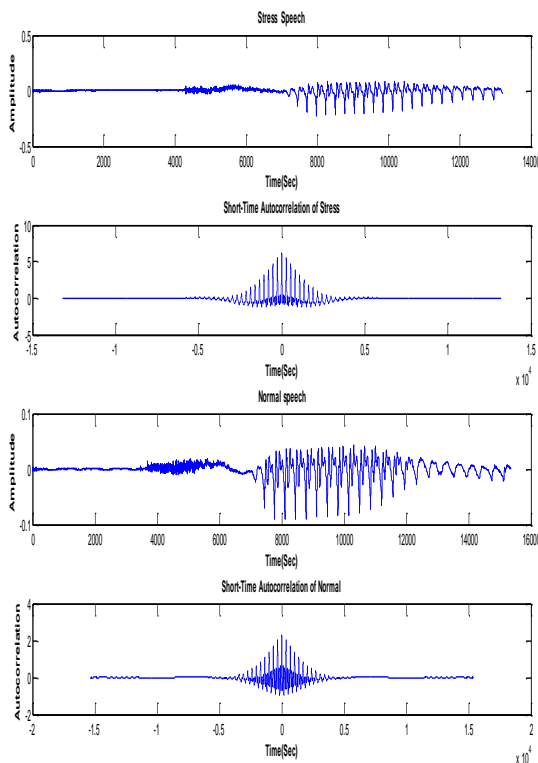 Stress Speech
0.5
0
-0.5
Amplitude
0 2000 4000 6000 8000 10000 12000 14000
Time(Sec)
Short-Time Autocorrelation of Stress
10
5
0
-5
Autocorrelation
-1.5 -1 -0.5 0 0.5 1 1.5
Time(Sec)
x 10^4
Normal speech
0.1
0
-0.1
Amplitude
0 2000 4000 6000 8000 10000 12000 14000 16000
Time(Sec)
Short-Time Autocorrelation of Normal
4
2
0
-2
Autocorrelation
-2 -1.5 -1 -0.5 0 0.5 1 1.5 2
Time(Sec)
x 10^4